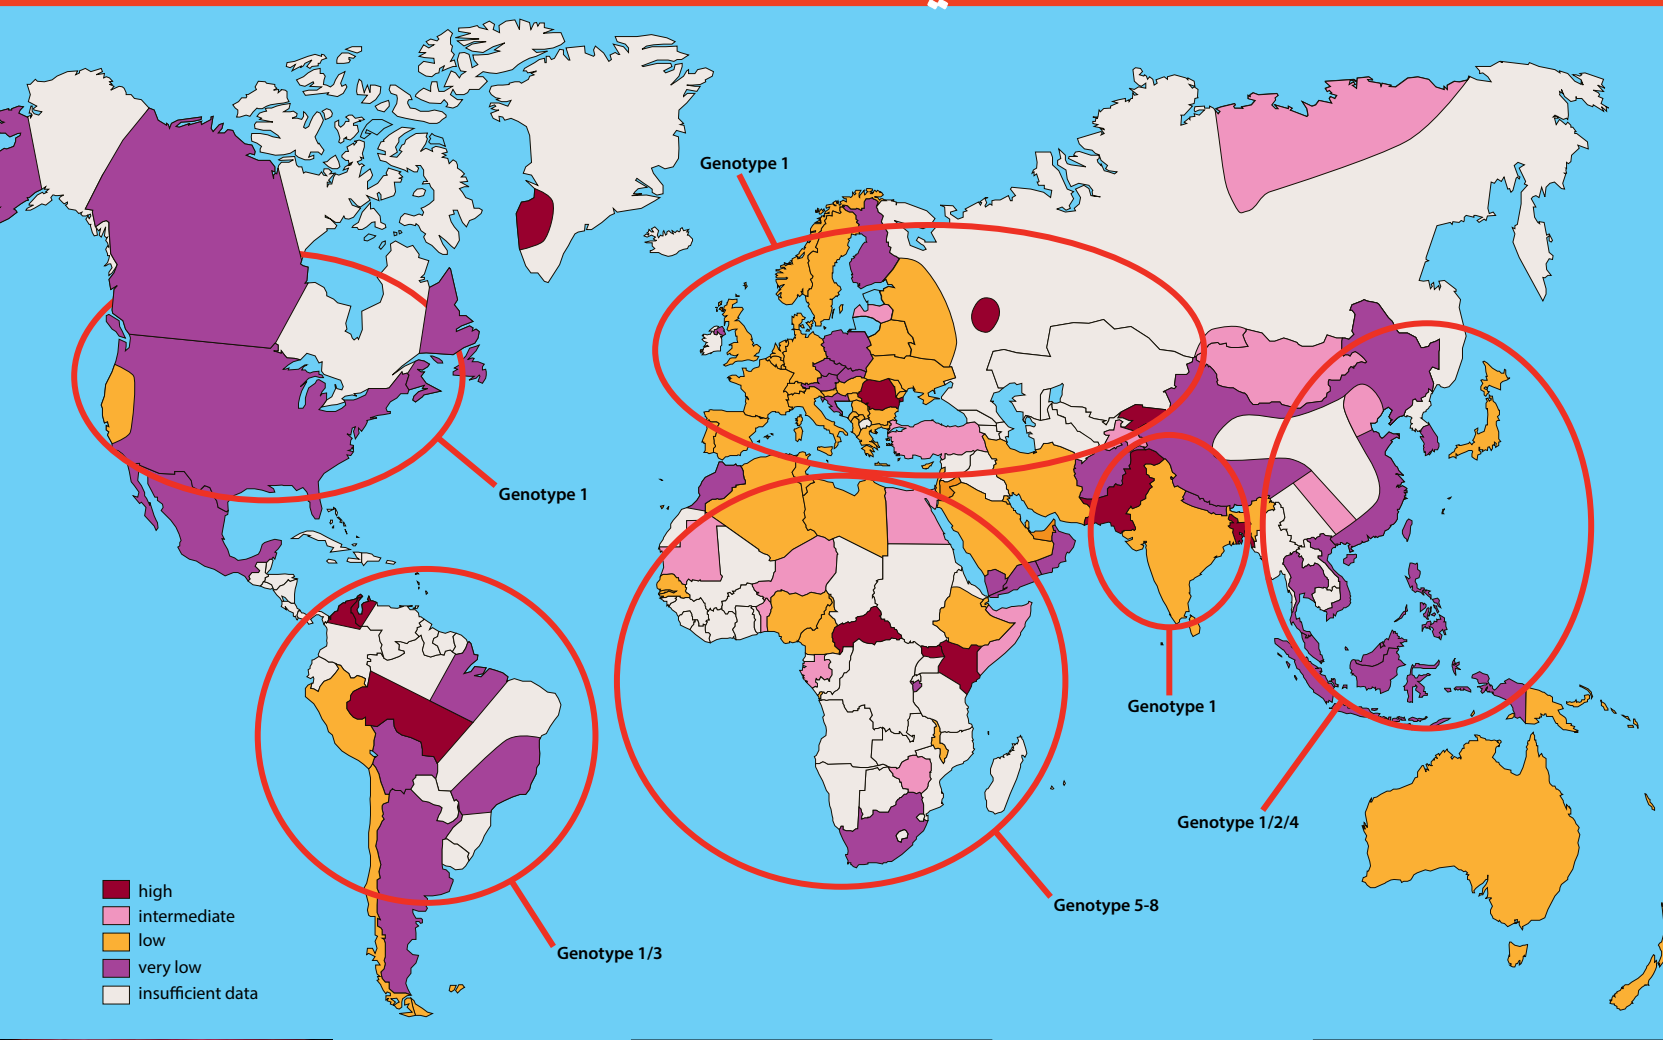 Genotype 1
Genotype 1
Genotype 1
Genotype 1/2/4
Genotype 5-8
Genotype 1/3
high
intermediate
low
very low
insufficient data